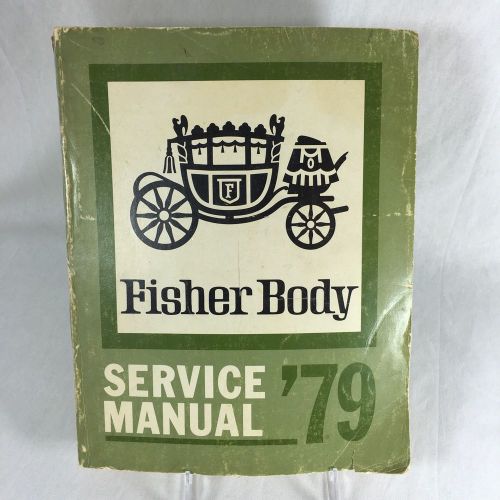 F
Fisher Body
SERVICE
MANUAL '79